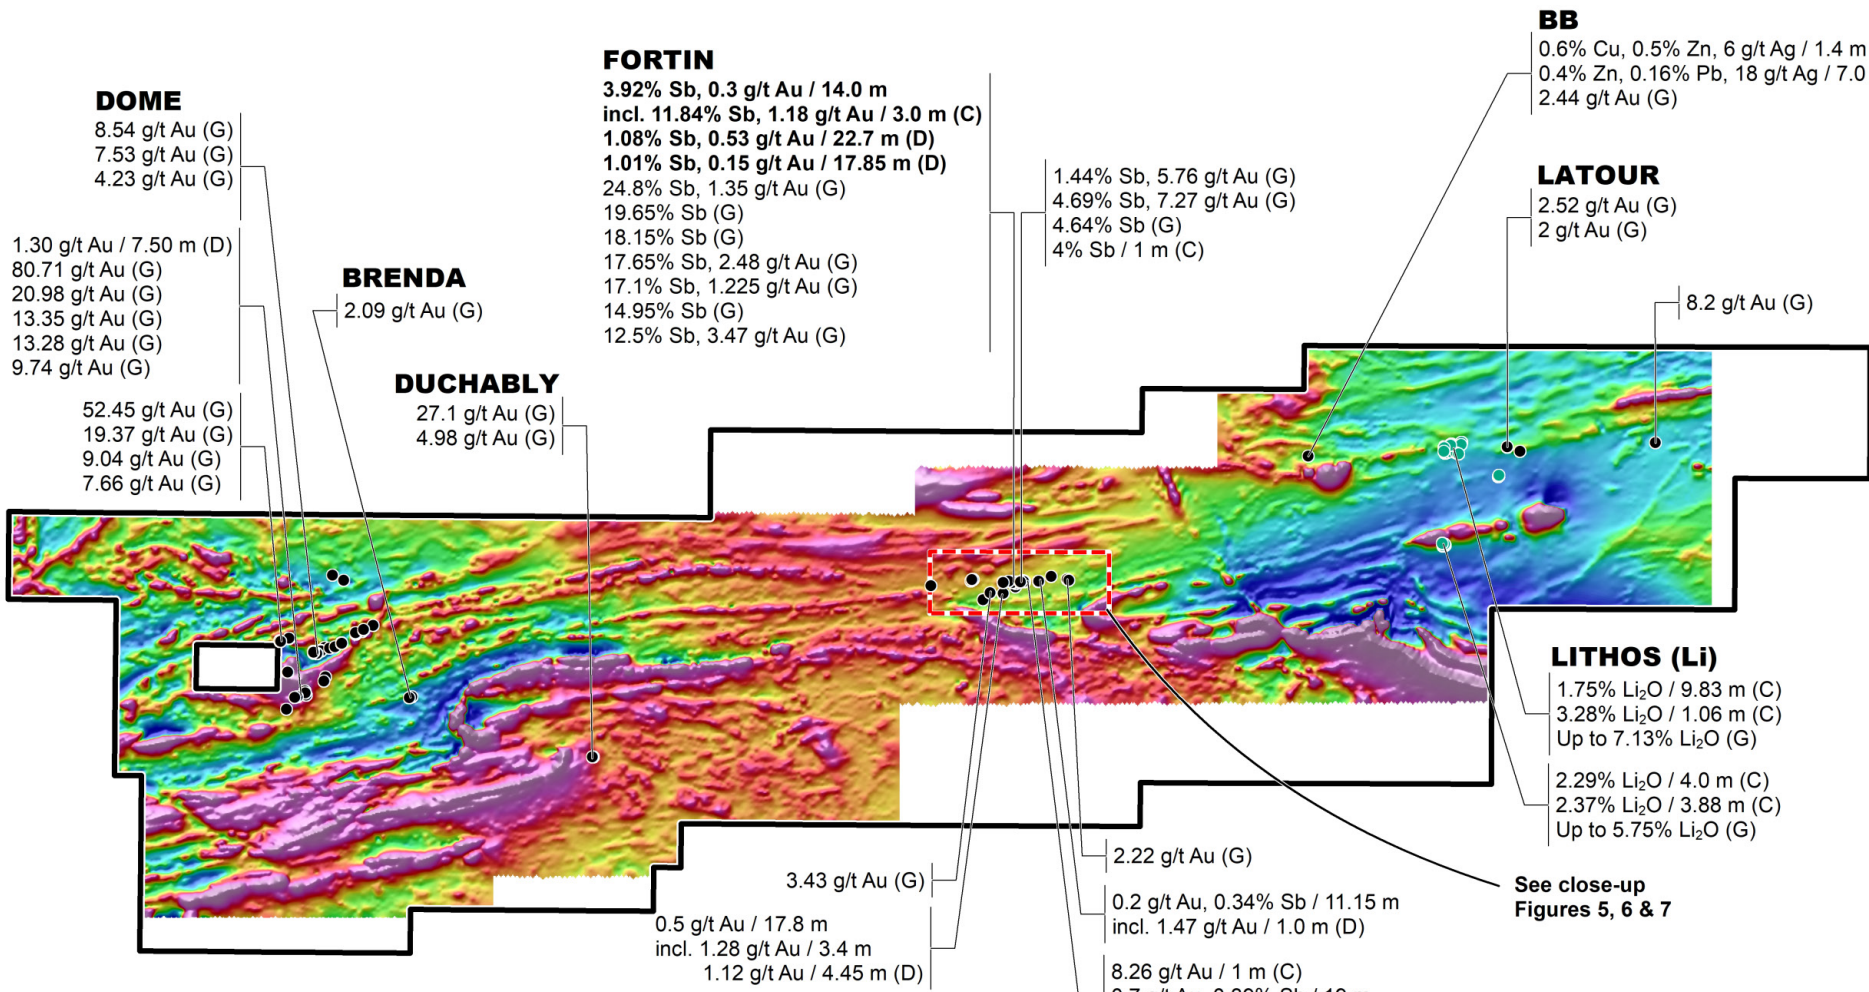 BB
0.6% Cu, 0.5% Zn, 6 g/t Ag / 1.4 m
0.4% Zn, 0.16% Pb, 18 g/t Ag / 7.0
2.44 g/t Au (G)
FORTIN
3.92% Sb, 0.3 g/t Au / 14.0 m
incl. 11.84% Sb, 1.18 g/t Au / 3.0 m (C)
1.08% Sb, 0.53 g/t Au / 22.7 m (D)
1.01% Sb, 0.15 g/t Au / 17.85 m (D)
24.8% Sb, 1.35 g/t Au (G)
19.65% Sb (G)
18.15% Sb (G)
17.65% Sb, 2.48 g/t Au (G)
17.1% Sb, 1.225 g/t Au (G)
14.95% Sb (G)
12.5% Sb, 3.47 g/t Au (G)
1.44% Sb, 5.76 g/t Au (G)
4.69% Sb, 7.27 g/t Au (G)
4.64% Sb (G)
4% Sb / 1 m (C)
DOME
8.54 g/t Au (G)
7.53 g/t Au (G)
4.23 g/t Au (G)
1.30 g/t Au / 7.50 m (D)
80.71 g/t Au (G)
20.98 g/t Au (G)
13.35 g/t Au (G)
13.28 g/t Au (G)
9.74 g/t Au (G)
52.45 g/t Au (G)
19.37 g/t Au (G)
9.04 g/t Au (G)
7.66 g/t Au (G)
BRENDA
2.09 g/t Au (G)
DUCHABLY
27.1 g/t Au (G)
4.98 g/t Au (G)
LATOUR
2.52 g/t Au (G)
2 g/t Au (G)
8.2 g/t Au (G)
LITHOS (Li)
1.75% Li₂O / 9.83 m (C)
3.28% Li₂O / 1.06 m (C)
Up to 7.13% Li₂O (G)
2.29% Li₂O / 4.0 m (C)
2.37% Li₂O / 3.88 m (C)
Up to 5.75% Li₂O (G)
See close-up
Figures 5, 6 & 7
3.43 g/t Au (G)
0.5 g/t Au / 17.8 m
incl. 1.28 g/t Au / 3.4 m
1.12 g/t Au / 4.45 m (D)
2.22 g/t Au (G)
0.2 g/t Au, 0.34% Sb / 11.15 m
incl. 1.47 g/t Au / 1.0 m (D)
8.26 g/t Au / 1 m (C)